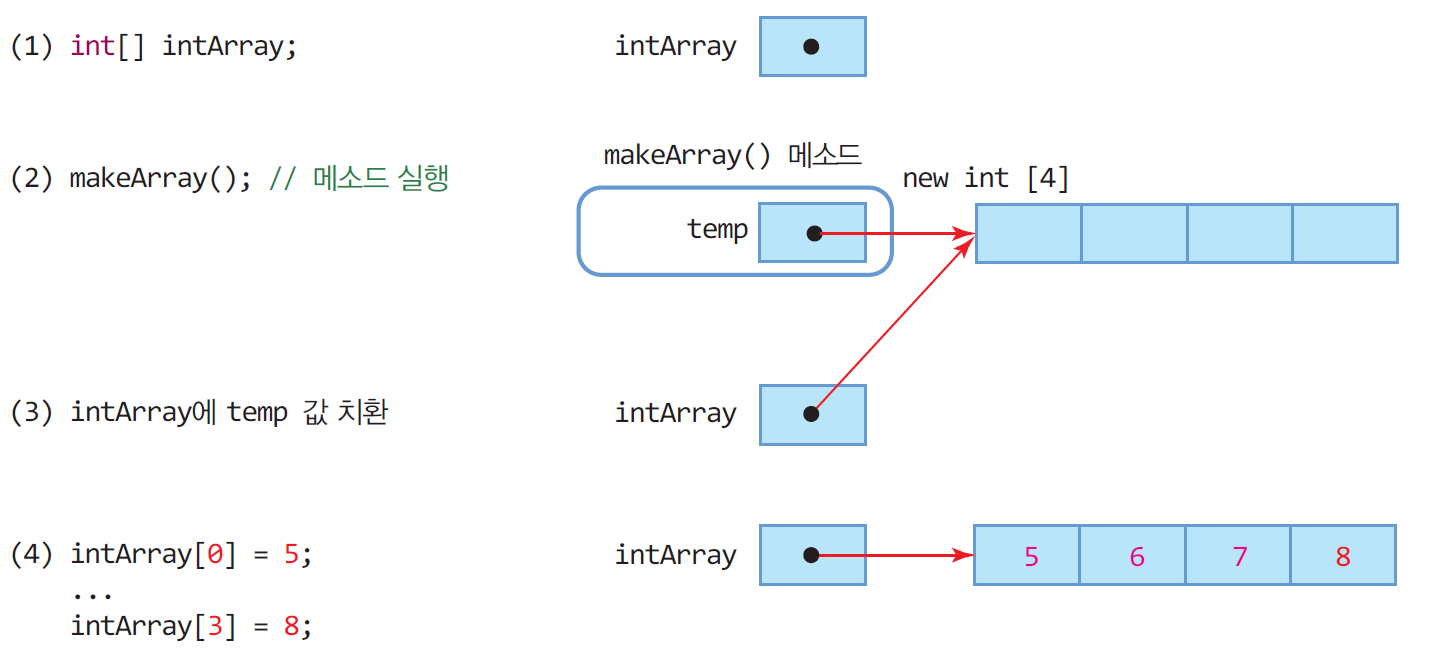 (1) int[] intArray;
intArray
makeArray() 메소드
(2) makeArray(); // 메소드 실행
new int [4]
temp
(3) intArray에 temp 값 치환
intArray
(4) intArray[0] = 5;
intArray
5 6 7 8
...
intArray[3] = 8;